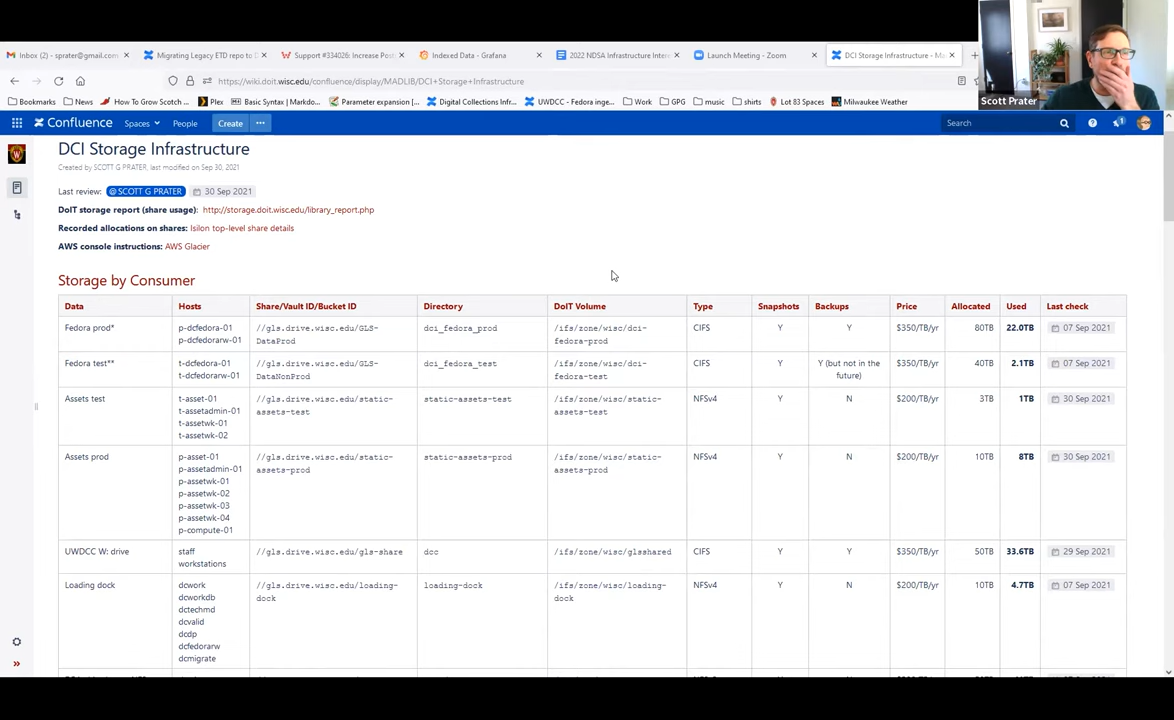 Inbox (2) - sprater@gmail.com
Migrating Legacy ETD repo to D
Support #334026: Increase Pos
Indexed Data - Grafana
2022 NDSA Infrastructure Inter
Launch Meeting - Zoom
DCI Storage Infrastructure - Ma
https://wiki.doit.wisc.edu/confluence/display/MADLIB/DCI+Storage+Infrastructure
Bookmarks News How To Grow Scotch ... Plex Basic Syntax | Markdo... Parameter expansion [... Digital Collections Infr... UWDCC - Fedora inge... Work GPG music shirts Lot 83 Balances Milwaukee Weather
Scott Prater
Confluence Spaces People Create ••• Search
DCI Storage Infrastructure
Created by SCOTT G PRATER, last modified on Sep 30, 2021
Last review: @SCOTT G PRATER 30 Sep 2021
DoIT storage report (share usage): http://storage.doit.wisc.edu/library_report.php
Recorded allocations on shares: Isilon top-level share details
AWS console instructions: AWS Glacier
Storage by Consumer
Data Hosts Share/Vault ID/Bucket ID Directory DoIT Volume Type Snapshots Backups Price Allocated Used Last check
Fedora prod* p-dcfedora-01 //gls.drive.wisc.edu/GLS- dci_fedora_prod /ifs/zone/wisc/dci- CIFS Y Y $350/TB/yr 80TB 22.0TB 07 Sep 2021
p-dcfedorarw-01 DataProd fedora-prod
Fedora test** t-dcfedora-01 //gls.drive.wisc.edu/GLS- dci_fedora_test /ifs/zone/wisc/dci- CIFS Y Y (but not in the $350/TB/yr 40TB 2.1TB 07 Sep 2021
t-dcfedorarw-01 DataNonProd fedora-test future)
Assets test t-asset-01 //gls.drive.wisc.edu/static- static-assets-test /ifs/zone/wisc/static- NFSv4 Y N $200/TB/yr 3TB 1TB 30 Sep 2021
t-assetadmin-01 assets-test assets-test
t-assetwk-01
t-assetwk-02
Assets prod p-asset-01 //gls.drive.wisc.edu/static- static-assets-prod /ifs/zone/wisc/static- NFSv4 Y N $200/TB/yr 10TB 8TB 30 Sep 2021
p-assetadmin-01 assets-prod assets-prod
p-assetwk-01
p-assetwk-02
p-assetwk-03
p-assetwk-04
p-compute-01
UWDCC W: drive staff //gls.drive.wisc.edu/gls-share dcc /ifs/zone/wisc/glsshared CIFS Y Y $350/TB/yr 50TB 33.6TB 29 Sep 2021
workstations
Loading dock dcwork //gls.drive.wisc.edu/loading- loading-dock /ifs/zone/wisc/loading- NFSv4 Y N $200/TB/yr 10TB 4.7TB 07 Sep 2021
dcworkdb dock dock
dctechmd
dcvalid
dcdp
dcfedorarw
dcmigrate